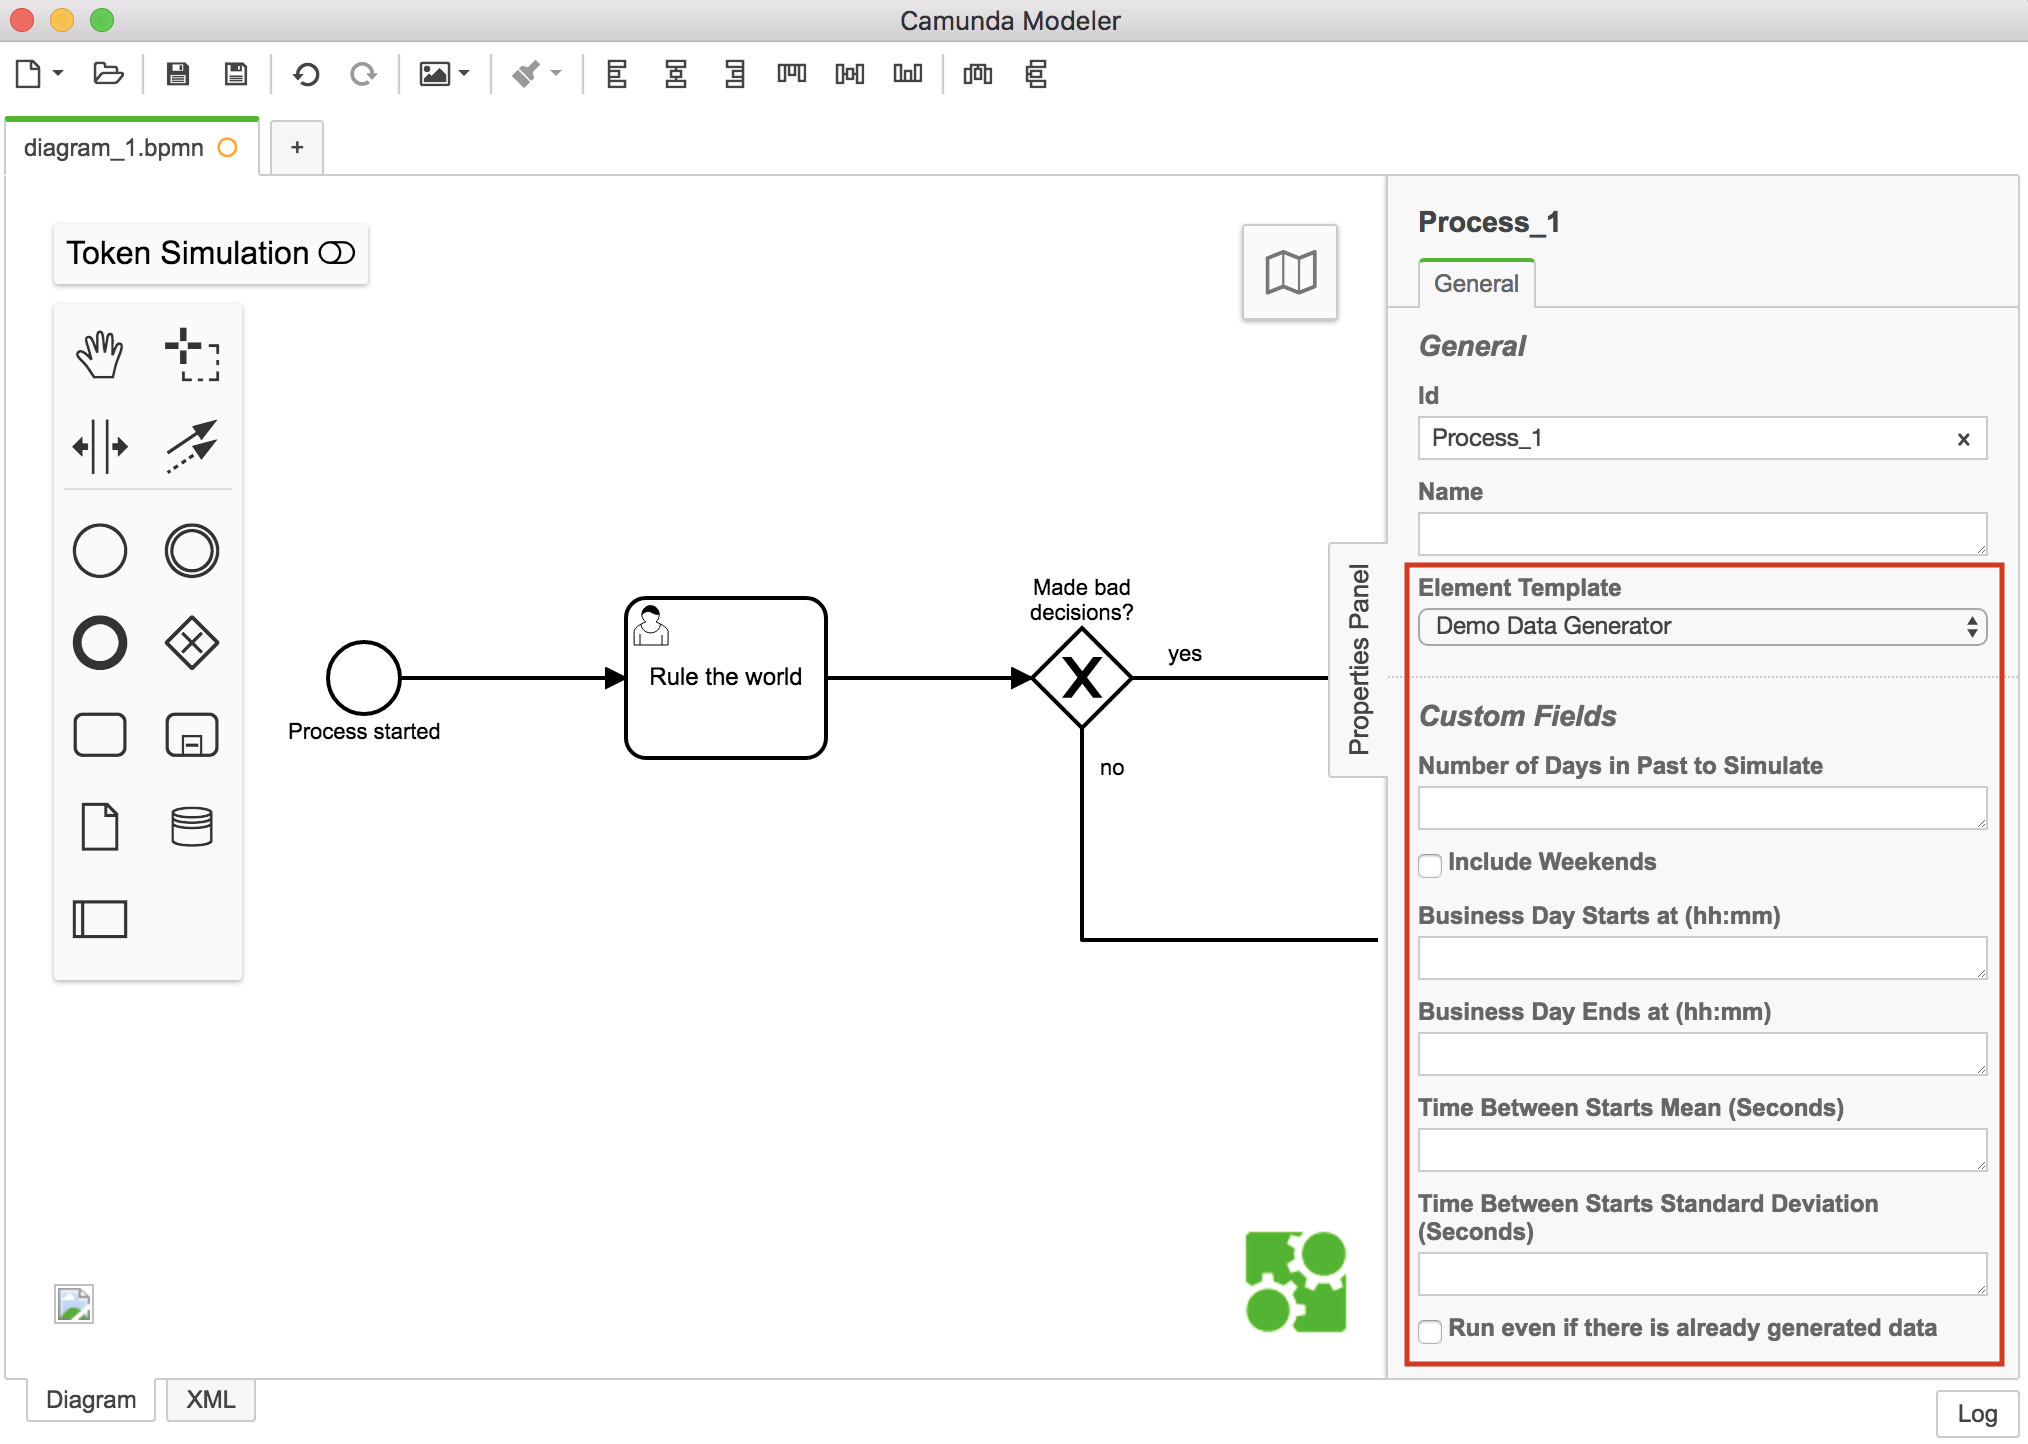 Camunda Modeler
diagram_1.bpmn
+
Token Simulation
Process started
Rule the world
Made bad
decisions?
yes
no
Properties Panel
Process_1
General
General
Id
Process_1
Name
Element Template
Demo Data Generator
Custom Fields
Number of Days in Past to Simulate
Include Weekends
Business Day Starts at (hh:mm)
Business Day Ends at (hh:mm)
Time Between Starts Mean (Seconds)
Time Between Starts Standard Deviation
(Seconds)
Run even if there is already generated data
Diagram
XML
Log